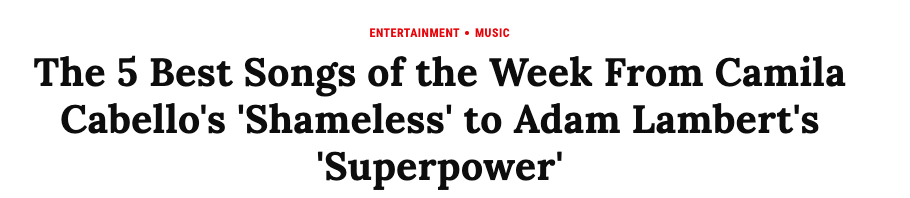 ENTERTAINMENT • MUSIC
The 5 Best Songs of the Week From Camila
Cabello's 'Shameless' to Adam Lambert's
'Superpower'